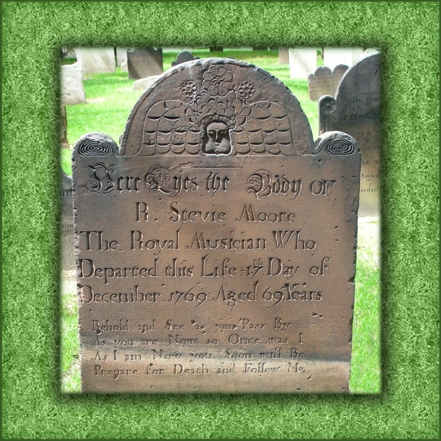 Here Lyes the Body of
R. Stevie Moore
The Royal Musician Who
Departed this Life 17th Day of
December 1769 Aged 69 Years
Behold and See as you Pass By
As you are Now so Once was I
As I am Now you Soon will Be
Prepare for Death and Follow Me